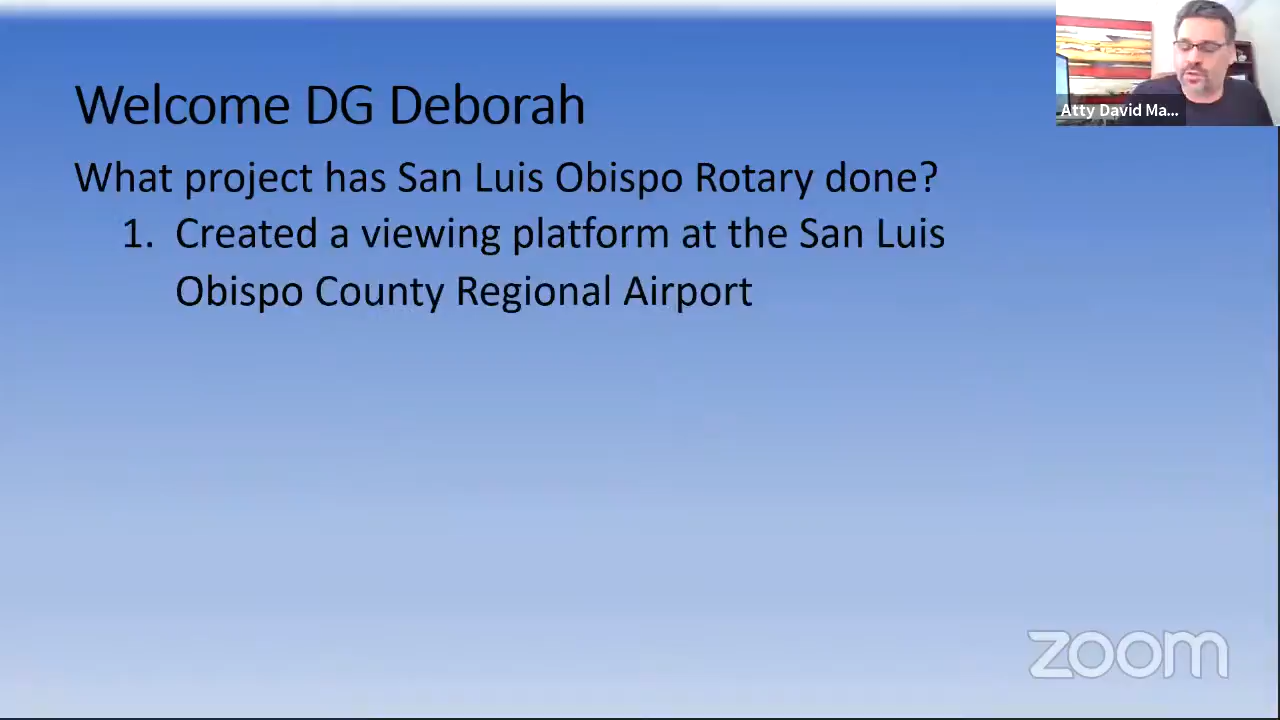 Welcome DG Deborah
What project has San Luis Obispo Rotary done?
1. Created a viewing platform at the San Luis
Obispo County Regional Airport
Atty David Ma...
zoom